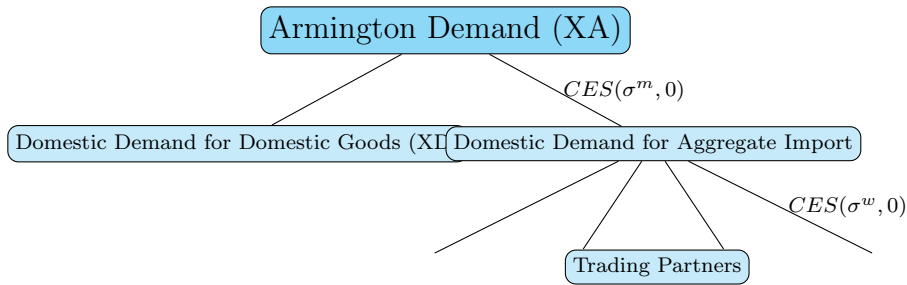 Armington Demand (XA)
CES(σ^m, 0)
Domestic Demand for Domestic Goods (XD
Domestic Demand for Aggregate Import
CES(σ^w, 0)
Trading Partners